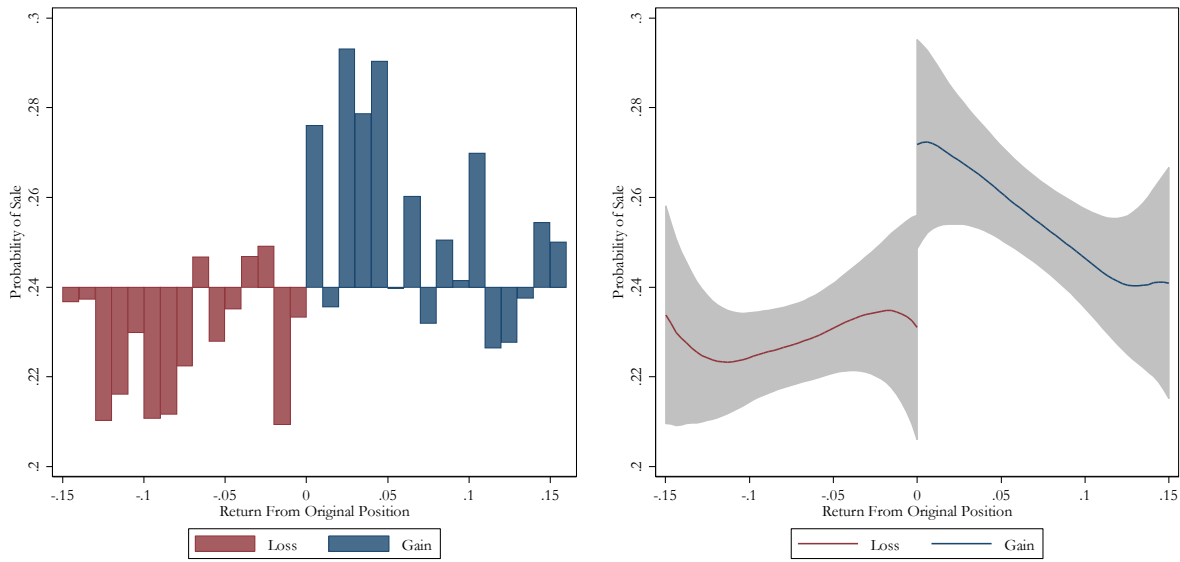 Probability of Sale
.3
.28
.26
.24
.22
.2
-.15 -.1 -.05 0 .05 .1 .15
Return From Original Position
Loss Gain
Probability of Sale
.3
.28
.26
.24
.22
.2
-.15 -.1 -.05 0 .05 .1 .15
Return From Original Position
Loss Gain